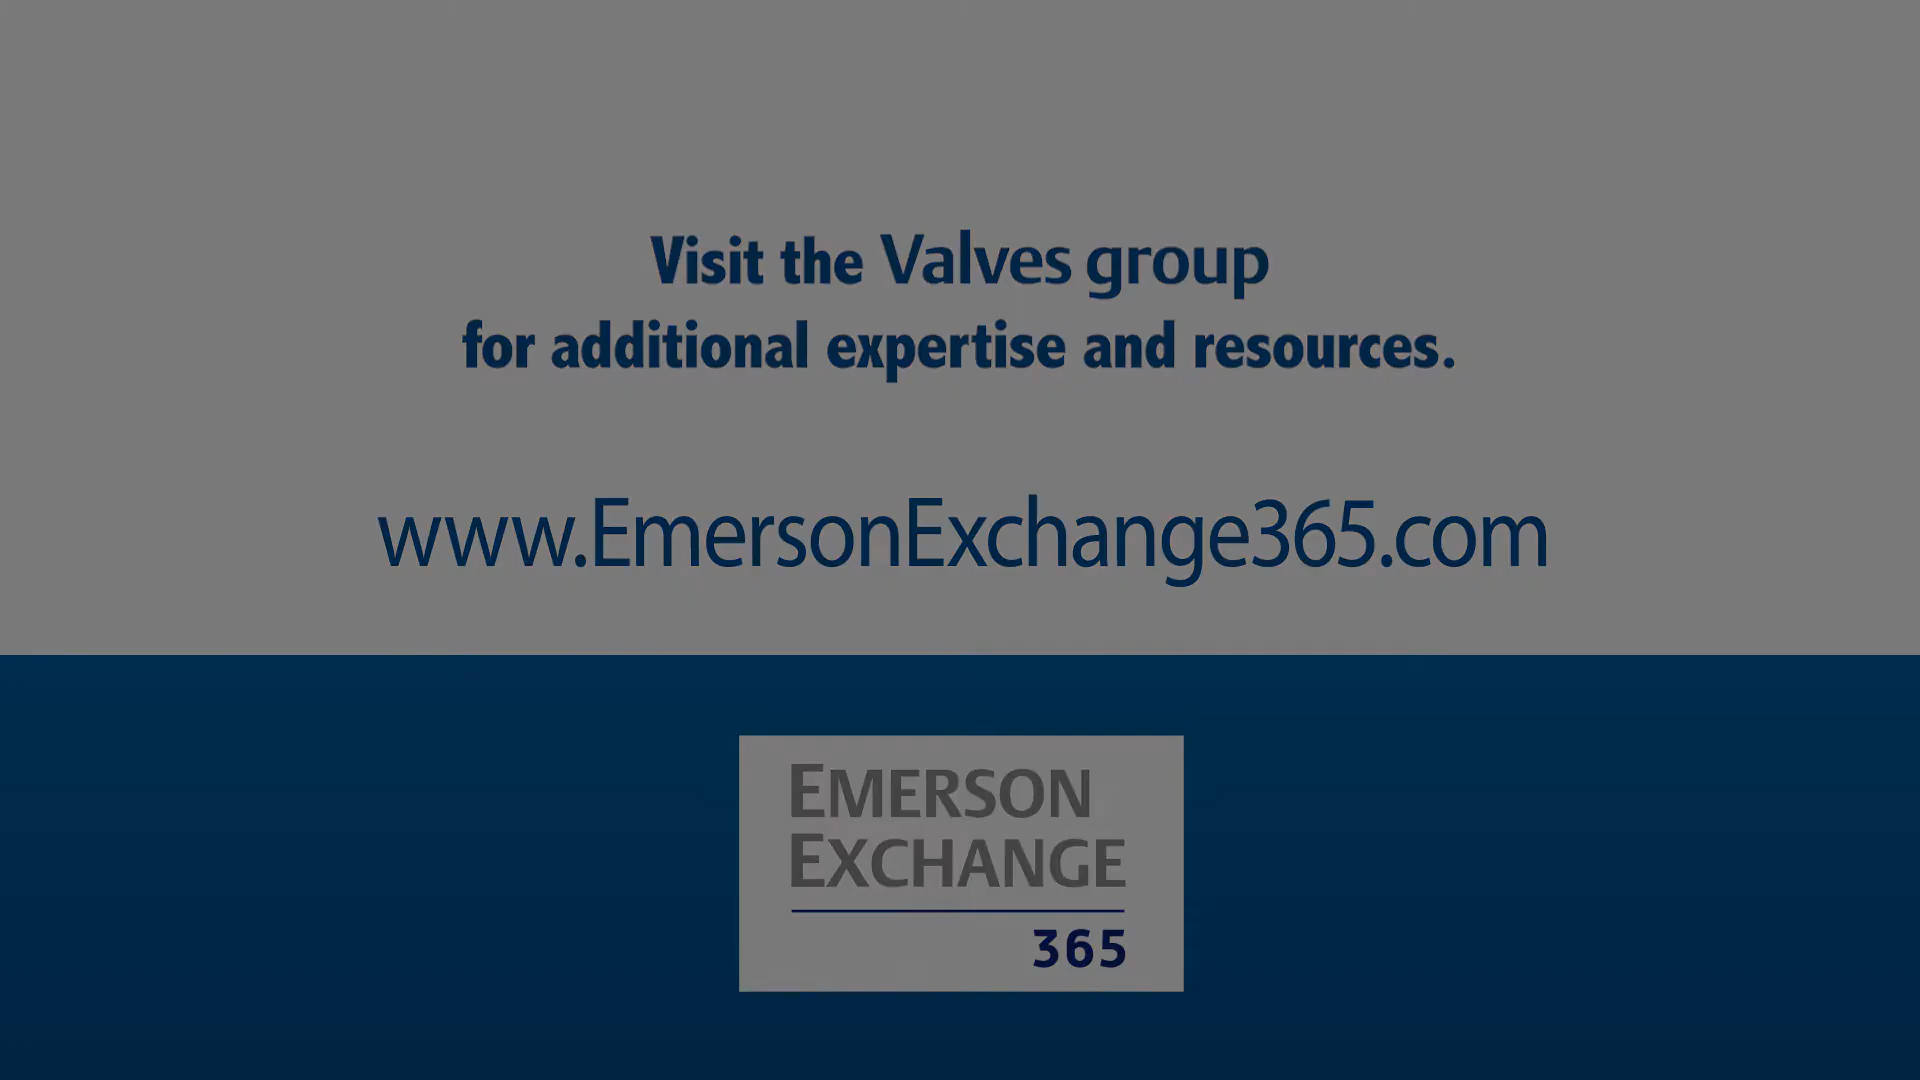 Visit the Valves group
for additional expertise and resources.
www.EmersonExchange365.com
EMERSON
EXCHANGE
365